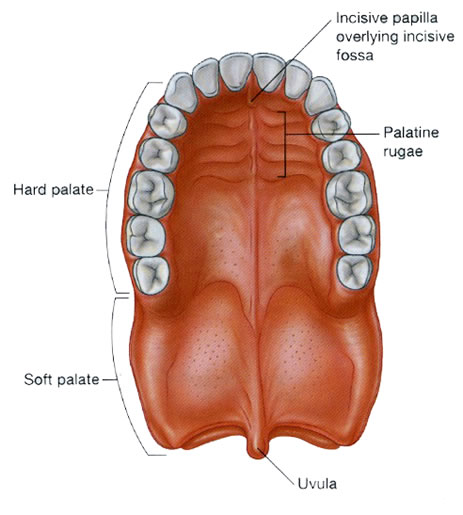 Incisive papilla
overlying incisive
fossa
Palatine
rugae
Hard palate
Soft palate
Uvula